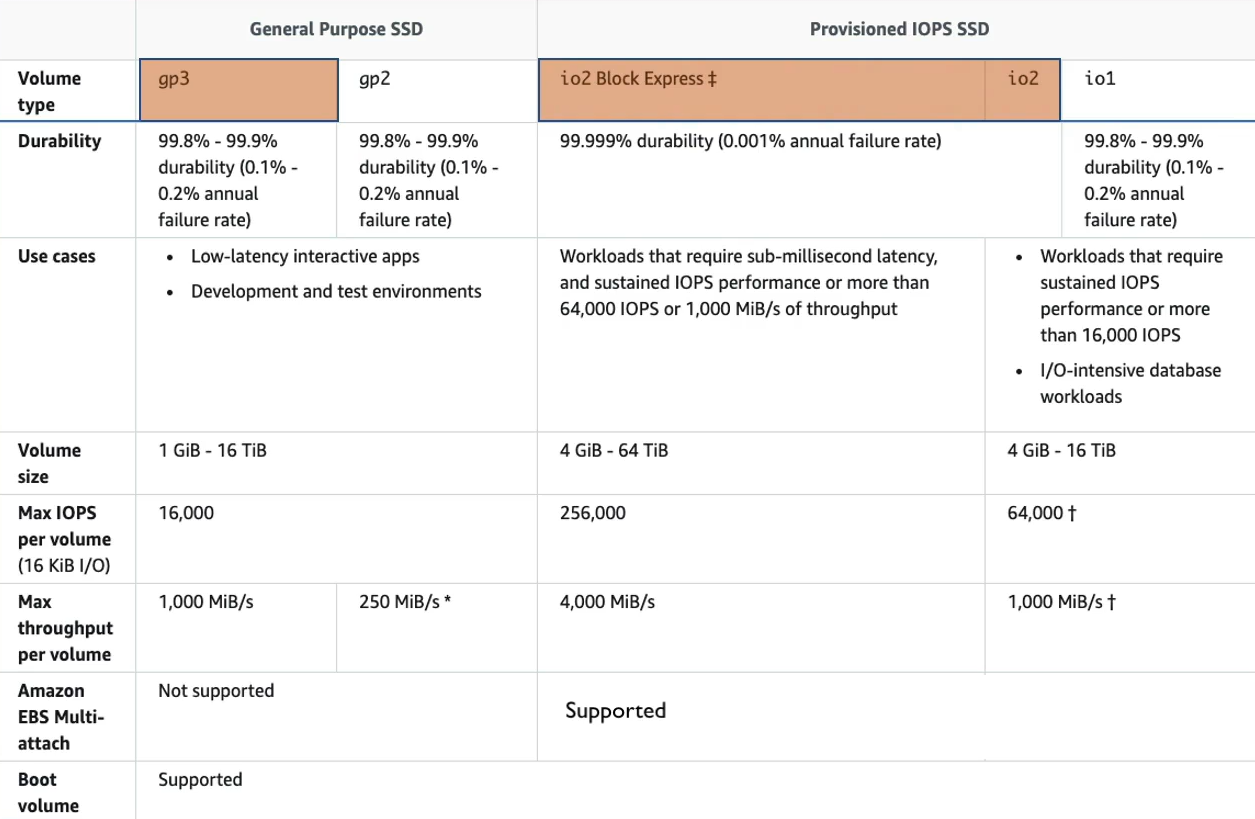 General Purpose SSD
Provisioned IOPS SSD
Volume
type
gp3
gp2
io2 Block Express ‡
io2
io1
Durability
99.8% - 99.9%
durability (0.1% -
0.2% annual
failure rate)
99.8% - 99.9%
durability (0.1% -
0.2% annual
failure rate)
99.999% durability (0.001% annual failure rate)
99.8% - 99.9%
durability (0.1% -
0.2% annual
failure rate)
Use cases
• Low-latency interactive apps
• Development and test environments
Workloads that require sub-millisecond latency,
and sustained IOPS performance or more than
64,000 IOPS or 1,000 MiB/s of throughput
• Workloads that require
sustained IOPS
performance or more
than 16,000 IOPS
• I/O-intensive database
workloads
Volume
size
1 GiB - 16 TiB
4 GiB - 64 TiB
4 GiB - 16 TiB
Max IOPS
per volume
(16 KiB I/O)
16,000
256,000
64,000 †
Max
throughput
per volume
1,000 MiB/s
250 MiB/s *
4,000 MiB/s
1,000 MiB/s †
Amazon
EBS Multi-
attach
Not supported
Supported
Boot
volume
Supported